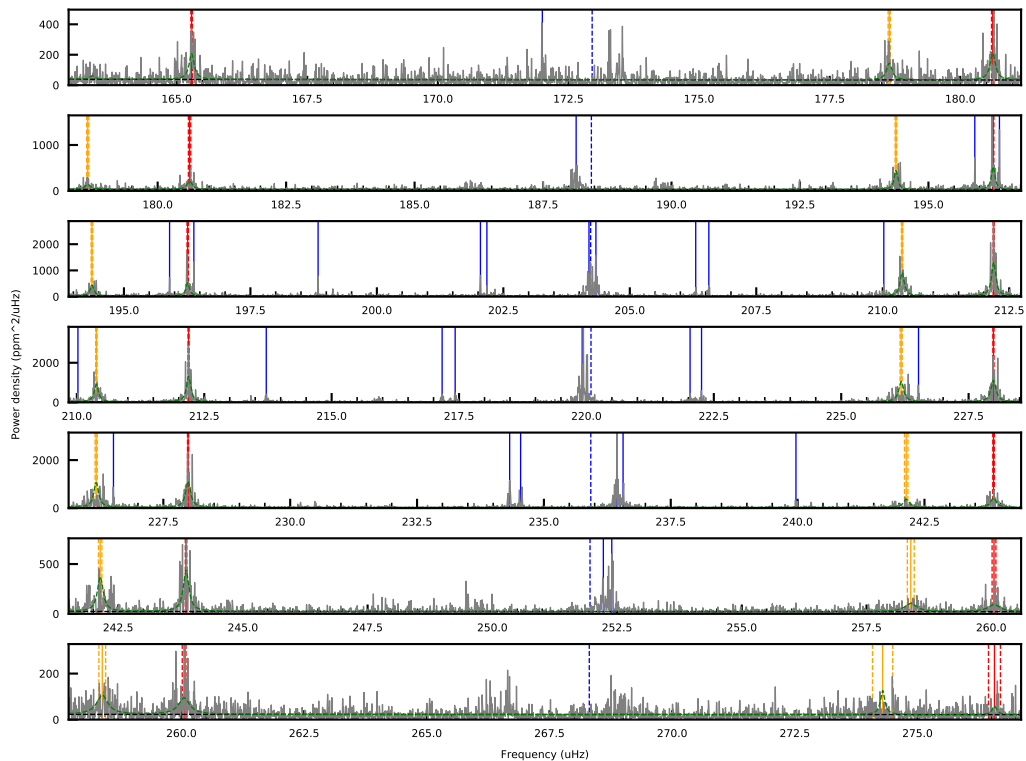 400
200
0
165.0 167.5 170.0 172.5 175.0 177.5 180.0
1000
0
180.0 182.5 185.0 187.5 190.0 192.5 195.0
2000
1000
0
195.0 197.5 200.0 202.5 205.0 207.5 210.0 212.5
2000
0
210.0 212.5 215.0 217.5 220.0 222.5 225.0 227.5
Power density (ppm^2/uHz)
2000
0
227.5 230.0 232.5 235.0 237.5 240.0 242.5
500
0
242.5 245.0 247.5 250.0 252.5 255.0 257.5 260.0
200
0
260.0 262.5 265.0 267.5 270.0 272.5 275.0
Frequency (uHz)